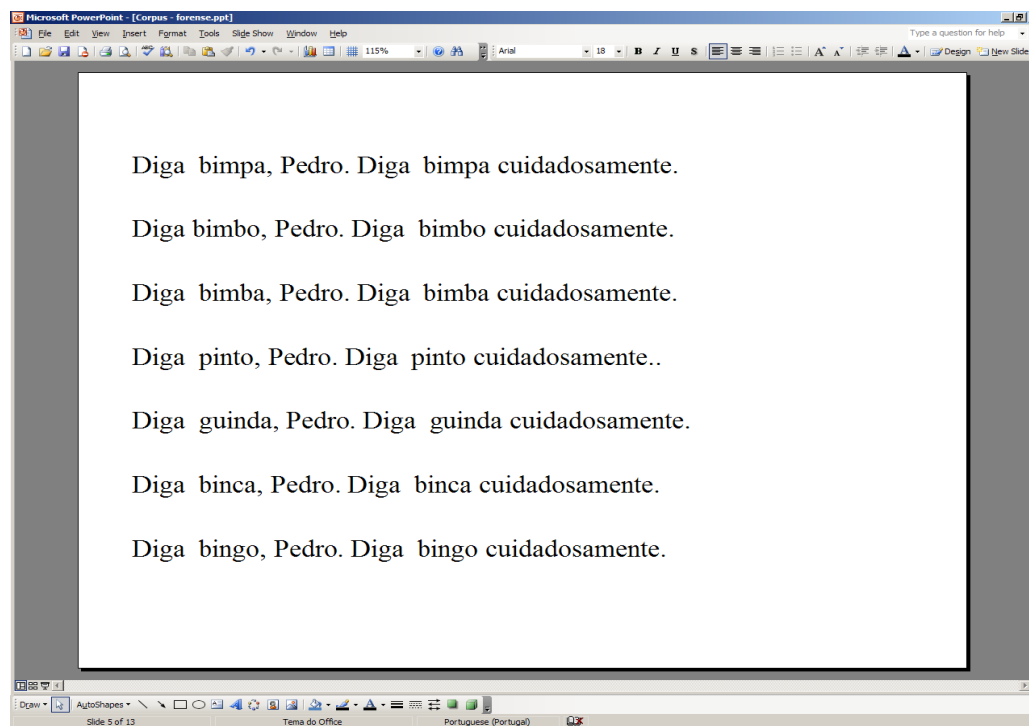 Microsoft PowerPoint - [Corpus - forense.ppt]
File Edit View Insert Format Tools Slide Show Window Help
Type a question for help
115% Arial 18 B I U S Design New Slide
Diga bimpa, Pedro. Diga bimpa cuidadosamente.
Diga bimbo, Pedro. Diga bimbo cuidadosamente.
Diga bimba, Pedro. Diga bimba cuidadosamente.
Diga pinto, Pedro. Diga pinto cuidadosamente..
Diga guinda, Pedro. Diga guinda cuidadosamente.
Diga binca, Pedro. Diga binca cuidadosamente.
Diga bingo, Pedro. Diga bingo cuidadosamente.
Draw AutoShapes
Slide 5 of 13 Tema do Office Portuguese (Portugal)